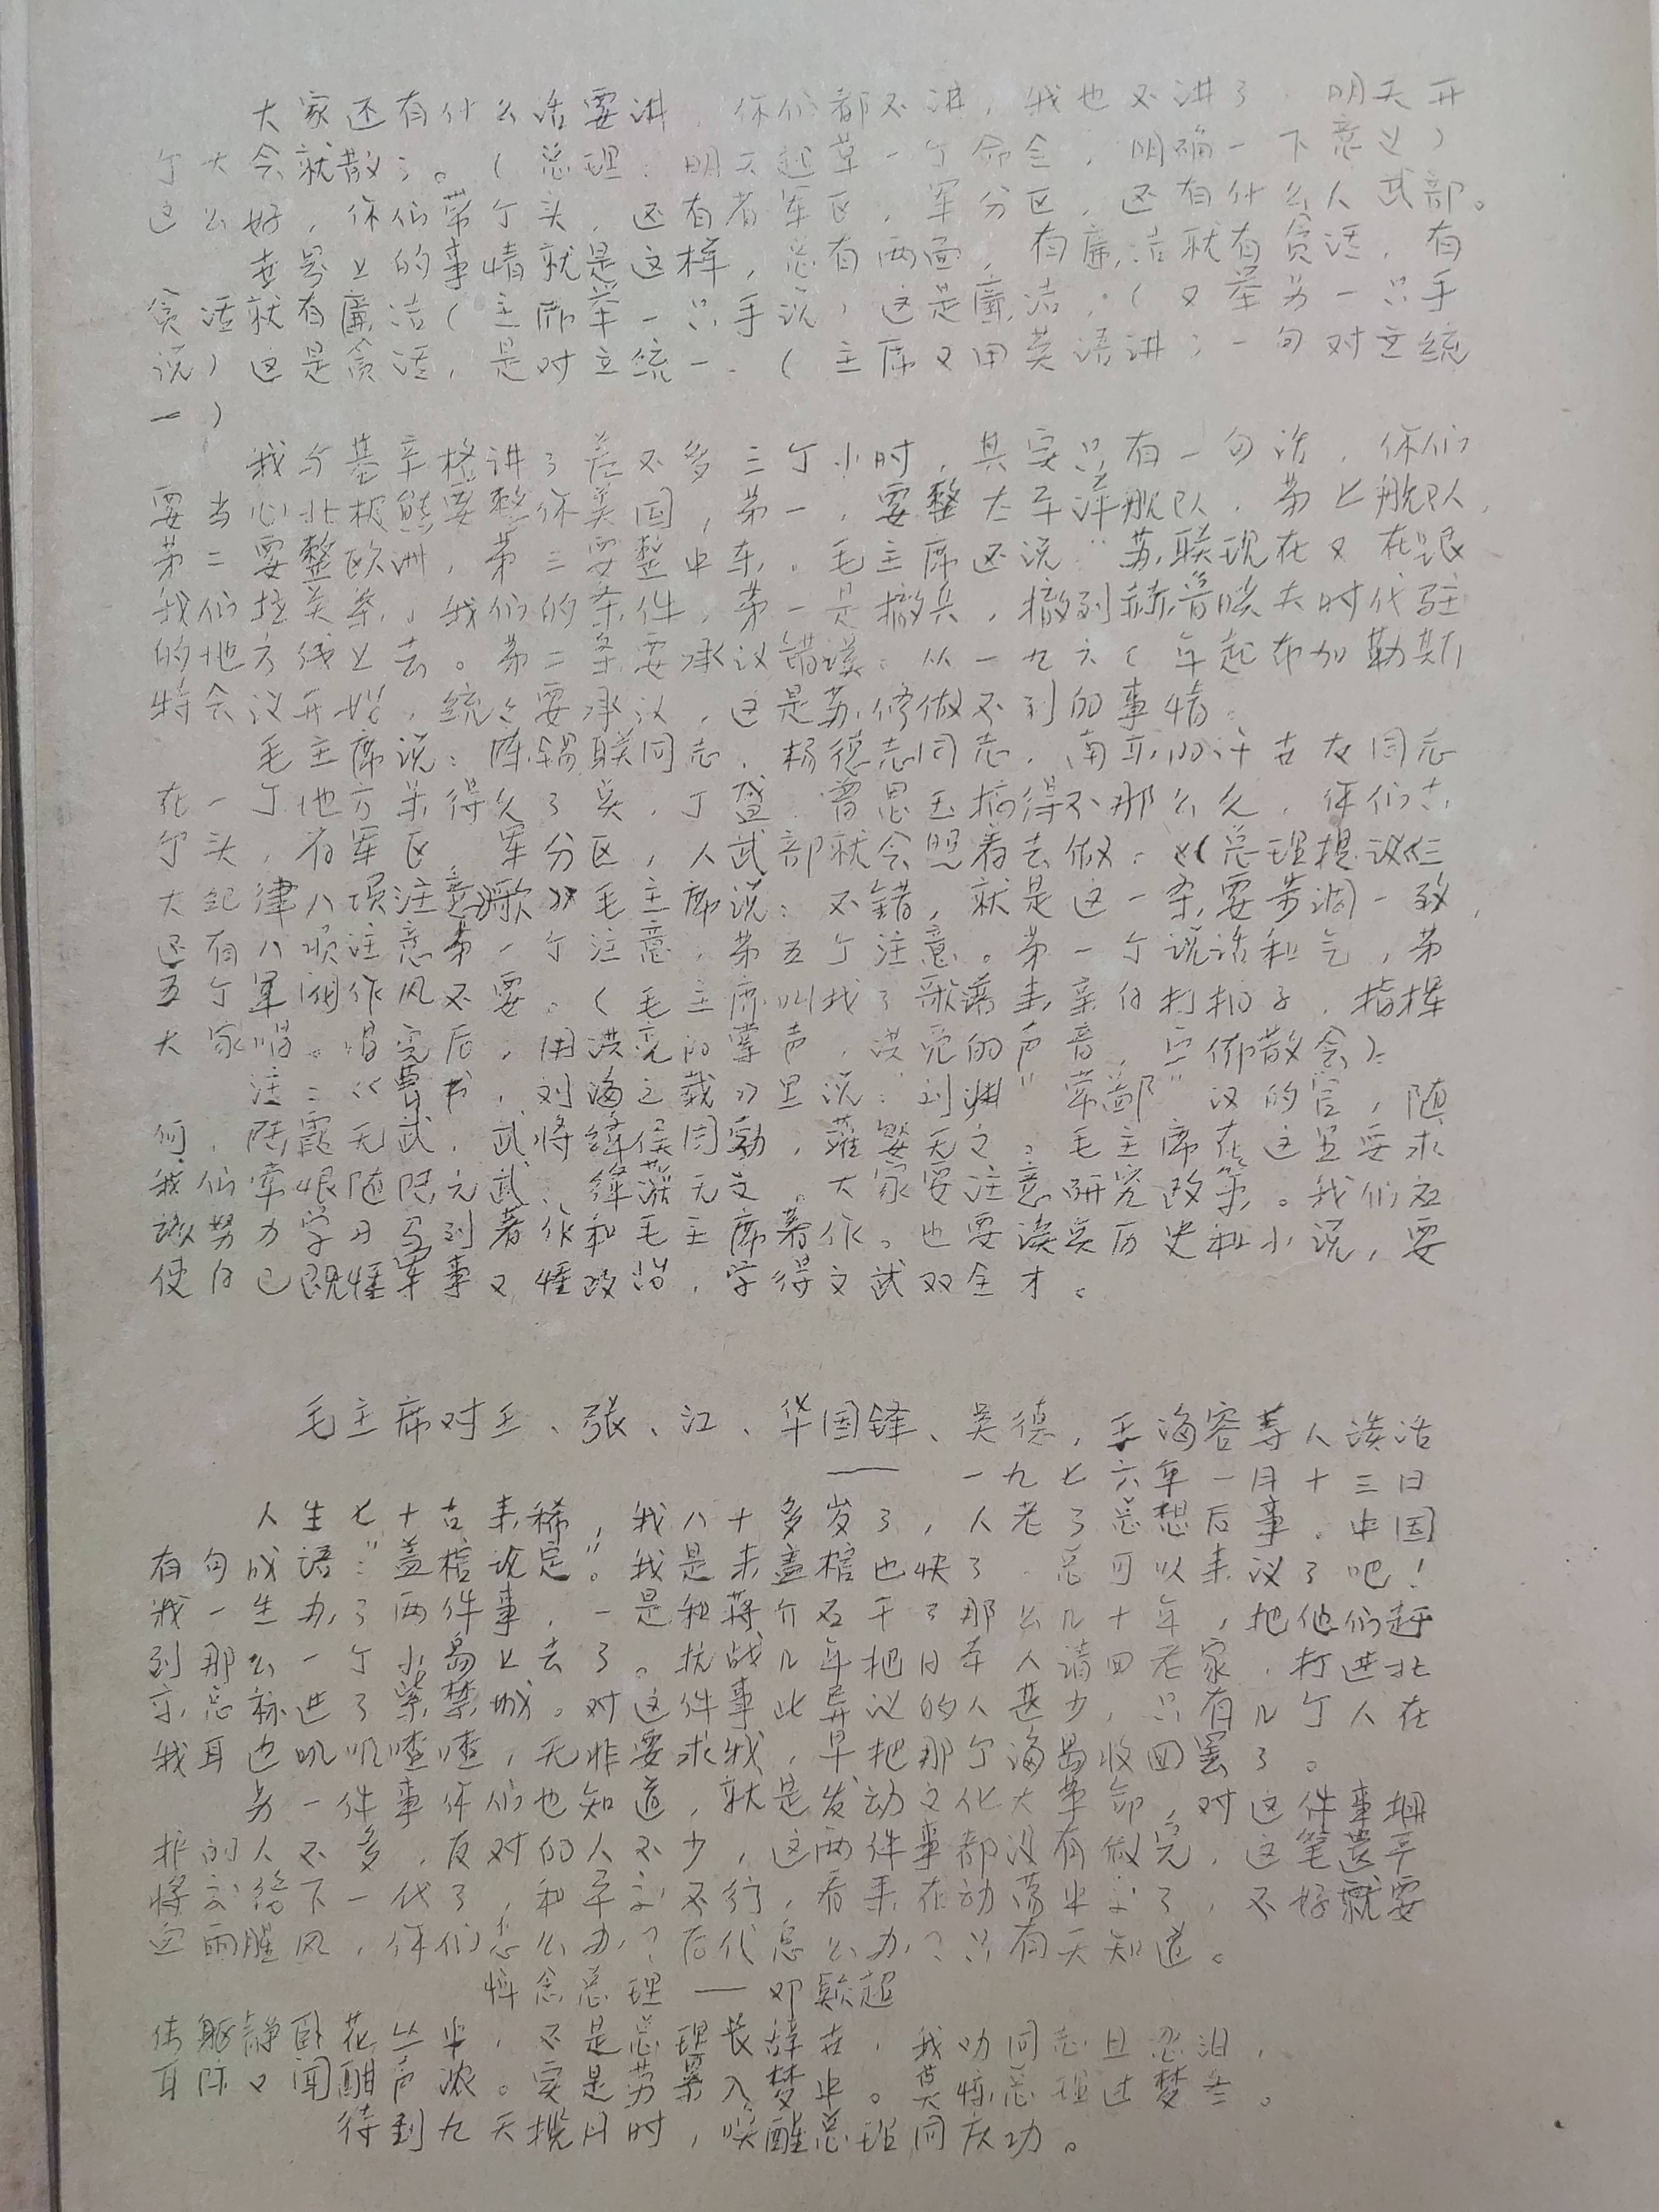 大家还有什么话要讲，你们都不讲，我也不讲了，明天开
个大会就散了。（总理：明天起草一个命令，明确一下意义）
这么好，你们带个头，还有省军区，军分区，还有什么人武部。
世界上的事情就是这样，总有两面，有廉洁就有贪污，有
贪污就有廉洁（主席举一只手说）这是廉洁，（又举另一只手
说）这是贪污，是对立统一。（主席又用英语讲了一句对立统
一）
我与基辛格讲了差不多三个小时，其实只有一句话，你们
要当心北极熊要整你美国，第一，要整太平洋舰队，第七舰队，
第二要整欧洲，第三要整中东。毛主席还说：苏联现在又在跟
我们拉关系，我们的条件，第一是撤兵，撤到赫鲁晓夫时代驻
的地方线上去。第二条要承认错误。从一九六〇年起布加勒斯
特会议开始，统统要承认，这是苏修做不到的事情。
毛主席说：陈锡联同志，杨德志同志，南京的许世友同志
在一个地方呆得久了矣，丁盛，曾思玉搞得不那么久，你们
个头，省军区，军分区，人武部就会照着去做。《（总理提议《三
大纪律八项注意》歌》毛主席说：不错，就是这一条要步调一致，
还有八项注意第一个注意，第五个注意。第一个说话和气，第
五个军阀作风不要。（毛主席叫找了歌谱来亲自打拍子，指挥
大家唱。唱完后，用洪亮的掌声，洪亮的声音，宣布散会）。
注：《晋书，刘海之载》里说：刘渊"常鄙"汉的官，随
何，陆无武，武将绛侯周勃，灌婴无文。毛主席在这里要求
我们牢恨随陆无武、绛灌无文。大家要注意研究政策。我们应
该努力学习马列著作和毛主席著作。也要读些历史和小说，要
使自己既懂军事又懂政治，学得文武双全才。
毛主席对王、张、江、华国锋、吴德，王海容等人谈话
—— 一九七六年一月十三日
人生七十古来稀，我八十多岁了，人老了总想后事。中国
有句成语："盖棺论定"。我是未盖棺也快了，总可以来议了吧！
我一生办了两件事，一是和蒋介石干了那么几十年，把他们赶
到那么一个小岛上去了。抗战几年把日本人请回老家，打进北
京总算进了紫禁城。对这件事此异议的人甚少，只有几个人在
我耳边叽叽喳喳，无非要求我，早把那个海岛收回罢了。
另一件事你们也知道，就是发动文化大革命，对这件事拥
护的人不多，反对的人不少，这两件事都没有做完，这笔遗产
将交给下一代了，和平交不行，看来在动荡中交了，不好就要
血雨腥风，你们怎么办？后代怎么办？只有天知道。
悼念总理——邓颖超
体躯静卧花丛中，不是总理长辞在，我劝同志且忍泪，
耳际又闻酣声浓。实是劳累入梦中。莫惊总理过梦冬。
待到九天揽月时，唤醒总理同庆功。